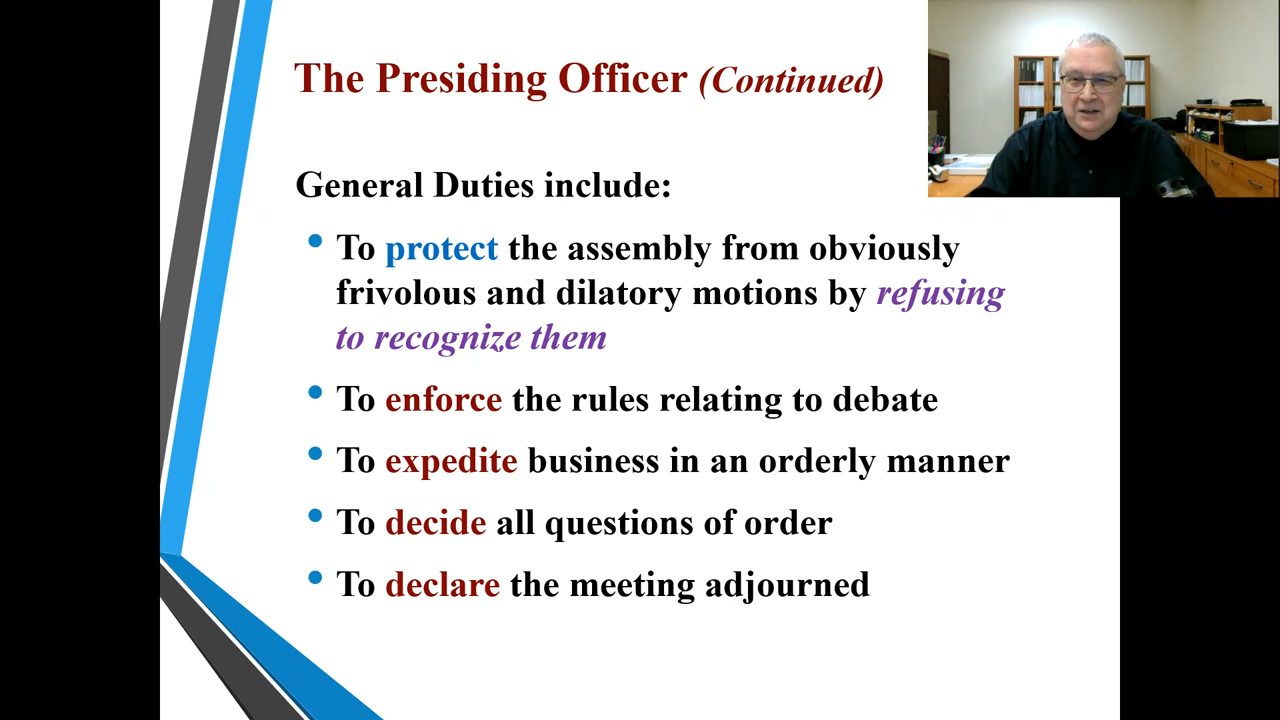 The Presiding Officer (Continued)
General Duties include:
• To protect the assembly from obviously
frivolous and dilatory motions by refusing
to recognize them
• To enforce the rules relating to debate
• To expedite business in an orderly manner
• To decide all questions of order
• To declare the meeting adjourned